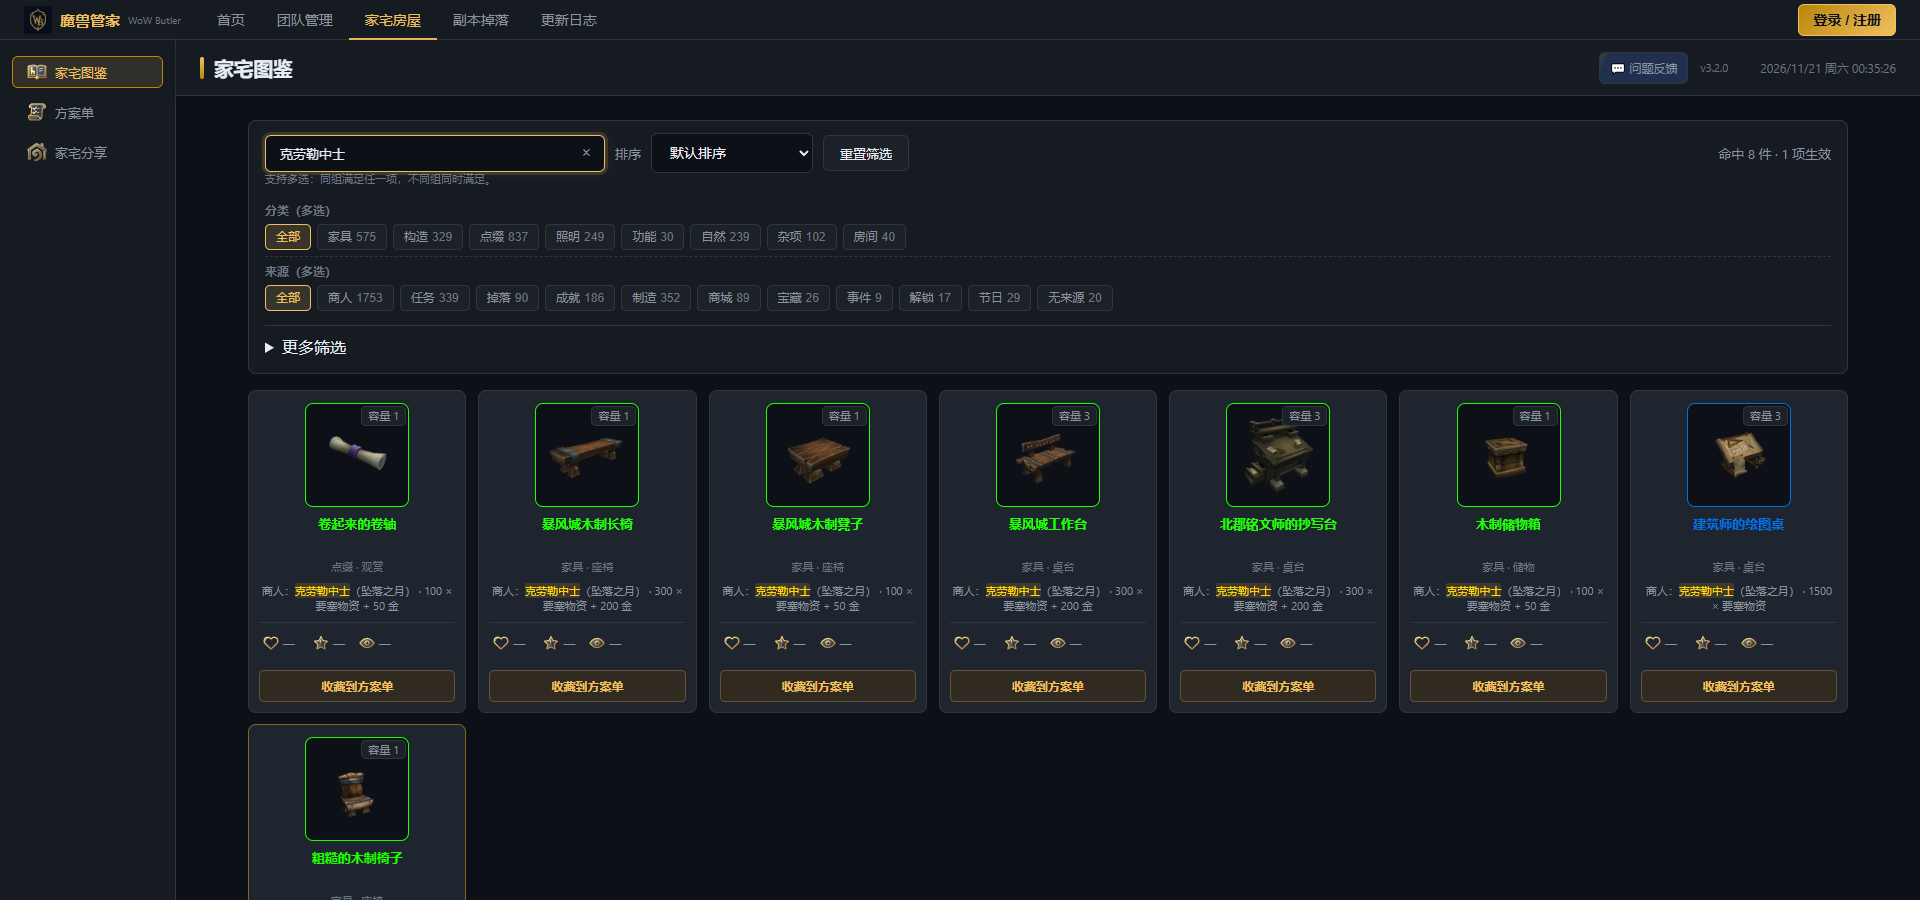 魔兽管家 WoW Butler 首页 团队管理 家宅房屋 副本掉落 更新日志 登录 / 注册
家宅图鉴
方案单
家宅分享
家宅图鉴 问题反馈 v3.2.0 2026/11/21 周六 00:35:26
克劳勒中士 × 排序 默认排序 重置筛选 命中 8 件 · 1 项生效
支持多选：同组满足任一项，不同组同时满足。
分类（多选）
全部 家具 575 构造 329 点缀 837 照明 249 功能 30 自然 239 杂项 102 房间 40
来源（多选）
全部 商人 1753 任务 339 掉落 90 成就 186 制造 352 商城 89 宝藏 26 事件 9 解锁 17 节日 29 无来源 20
▶ 更多筛选
容量 1
卷起来的卷轴
点缀 · 观赏
商人：克劳勒中士（坠落之月） · 100 ×
要塞物资 + 50 金
— — —
收藏到方案单
容量 1
暴风城木制长椅
家具 · 座椅
商人：克劳勒中士（坠落之月） · 300 ×
要塞物资 + 200 金
— — —
收藏到方案单
容量 1
暴风城木制凳子
家具 · 座椅
商人：克劳勒中士（坠落之月） · 100 ×
要塞物资 + 50 金
— — —
收藏到方案单
容量 3
暴风城工作台
家具 · 桌台
商人：克劳勒中士（坠落之月） · 300 ×
要塞物资 + 200 金
— — —
收藏到方案单
容量 3
北郡铭文师的抄写台
家具 · 桌台
商人：克劳勒中士（坠落之月） · 300 ×
要塞物资 + 200 金
— — —
收藏到方案单
容量 1
木制储物箱
家具 · 储物
商人：克劳勒中士（坠落之月） · 100 ×
要塞物资 + 50 金
— — —
收藏到方案单
容量 3
建筑师的绘图桌
家具 · 桌台
商人：克劳勒中士（坠落之月） · 1500
× 要塞物资
— — —
收藏到方案单
容量 1
粗糙的木制椅子
家具 · 座椅